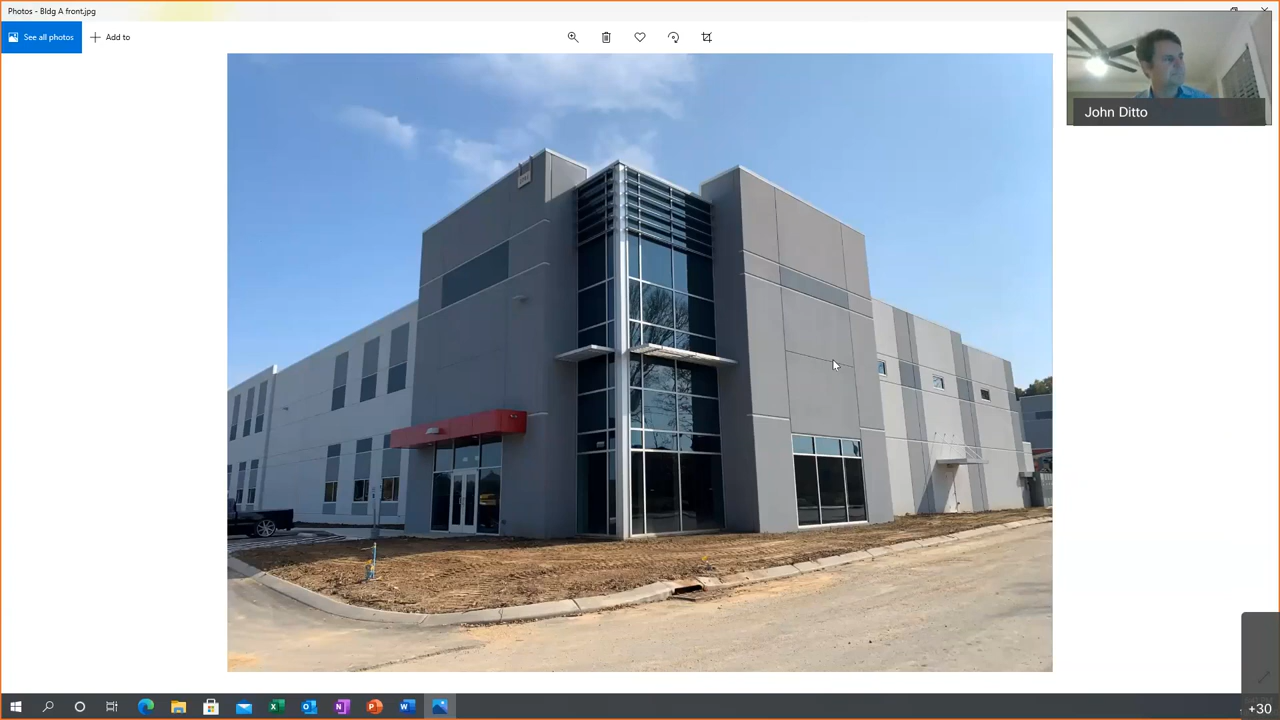 Photos - Bldg A front.jpg
See all photos
Add to
John Ditto
+30